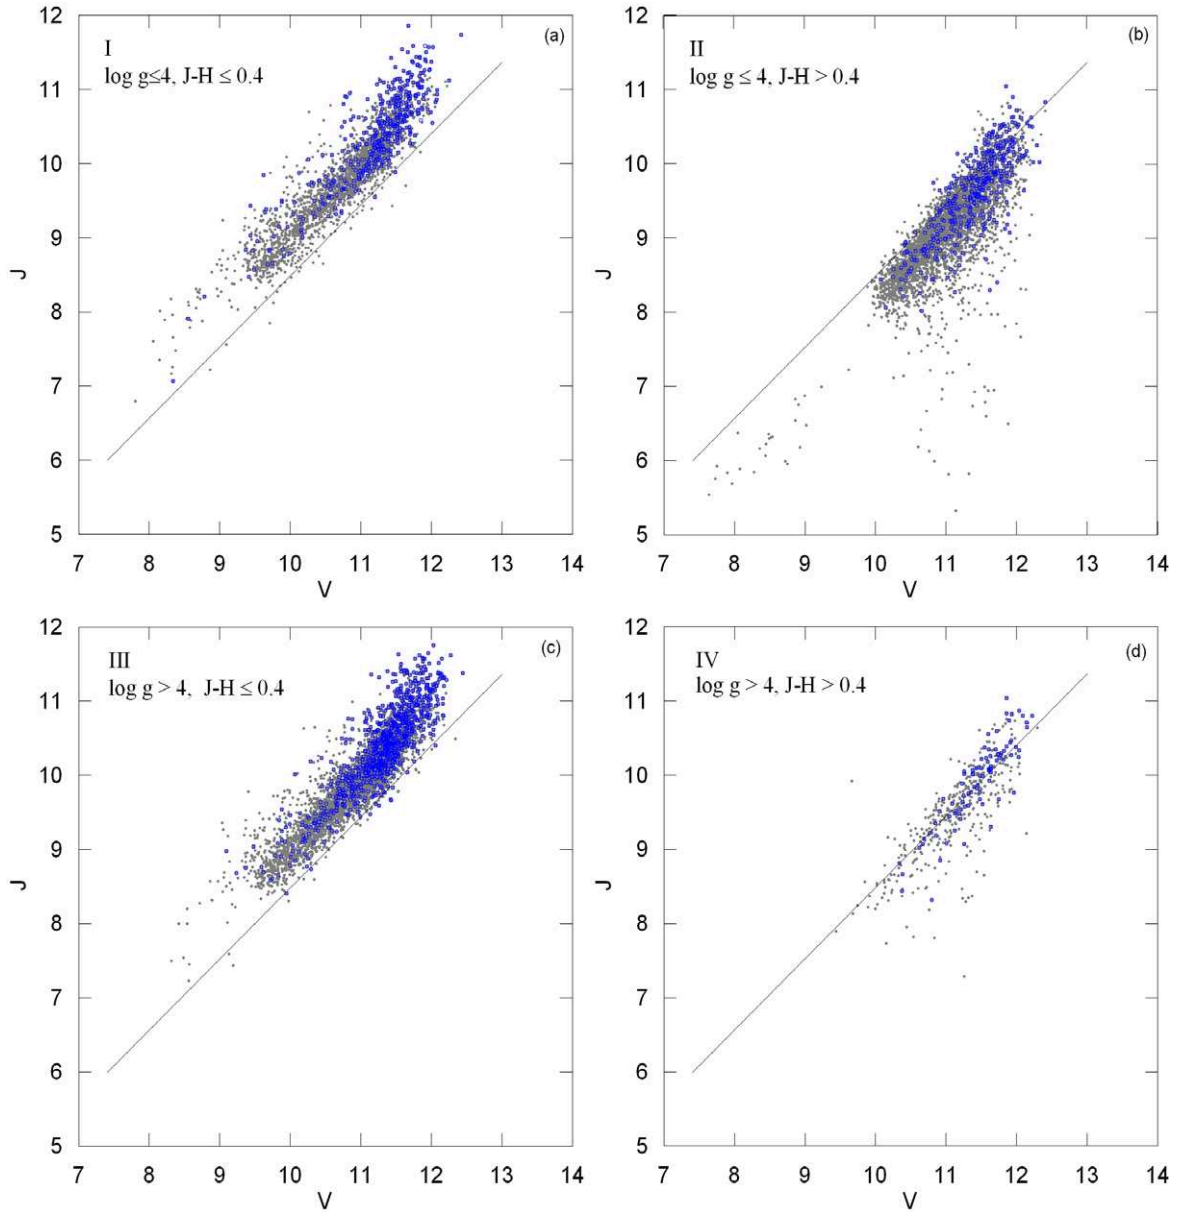 12
(a)
I
log g≤4, J-H ≤ 0.4
11
10
9
J
8
7
6
5
7 8 9 10 11 12 13 14
V
12
(b)
II
log g ≤ 4, J-H > 0.4
11
10
9
J
8
7
6
5
7 8 9 10 11 12 13 14
V
12
(c)
III
log g > 4, J-H ≤ 0.4
11
10
9
J
8
7
6
5
7 8 9 10 11 12 13 14
V
12
(d)
IV
log g > 4, J-H > 0.4
11
10
9
J
8
7
6
5
7 8 9 10 11 12 13 14
V